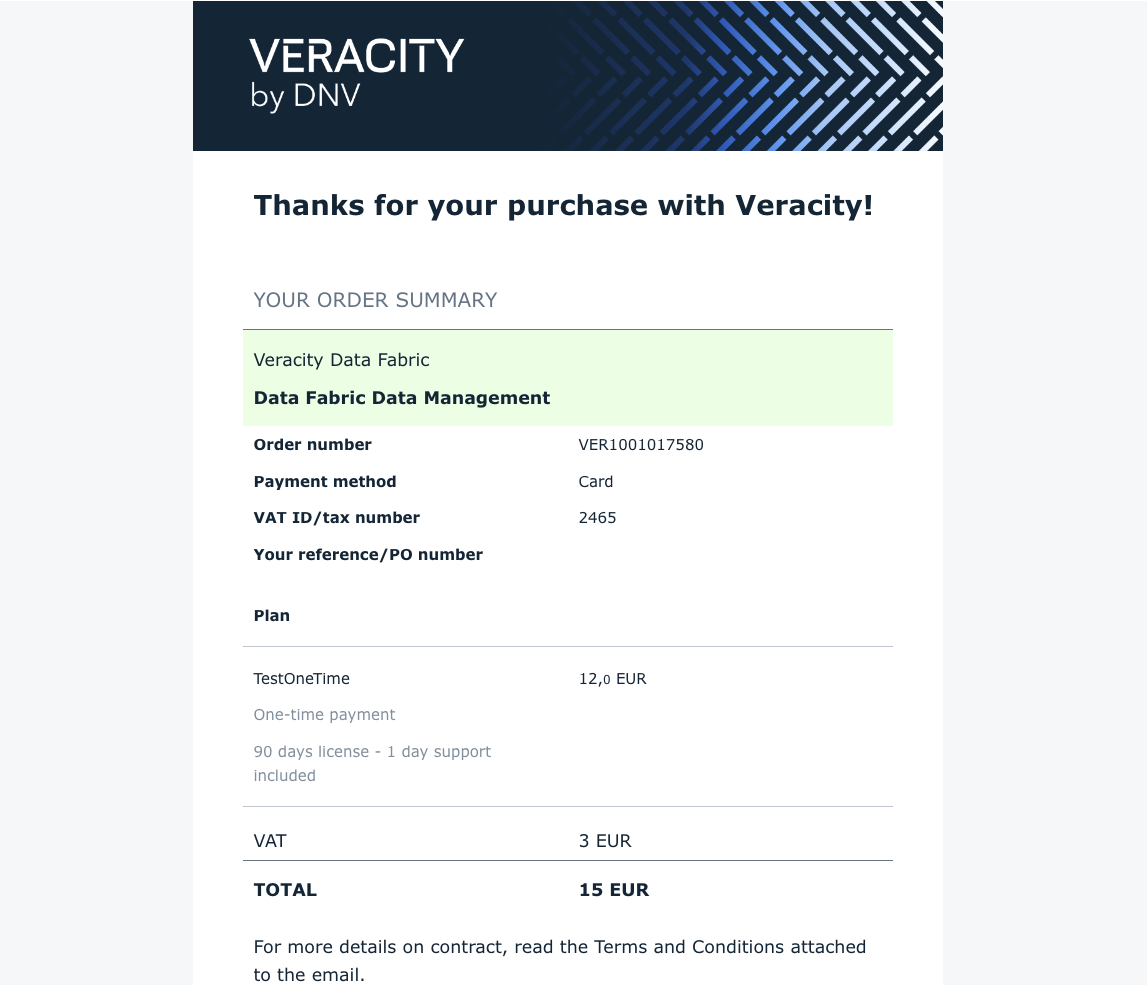 VERACITY
by DNV
Thanks for your purchase with Veracity!
YOUR ORDER SUMMARY
Veracity Data Fabric
Data Fabric Data Management
Order number VER1001017580
Payment method Card
VAT ID/tax number 2465
Your reference/PO number
Plan
TestOneTime 12,0 EUR
One-time payment
90 days license - 1 day support
included
VAT 3 EUR
TOTAL 15 EUR
For more details on contract, read the Terms and Conditions attached
to the email.